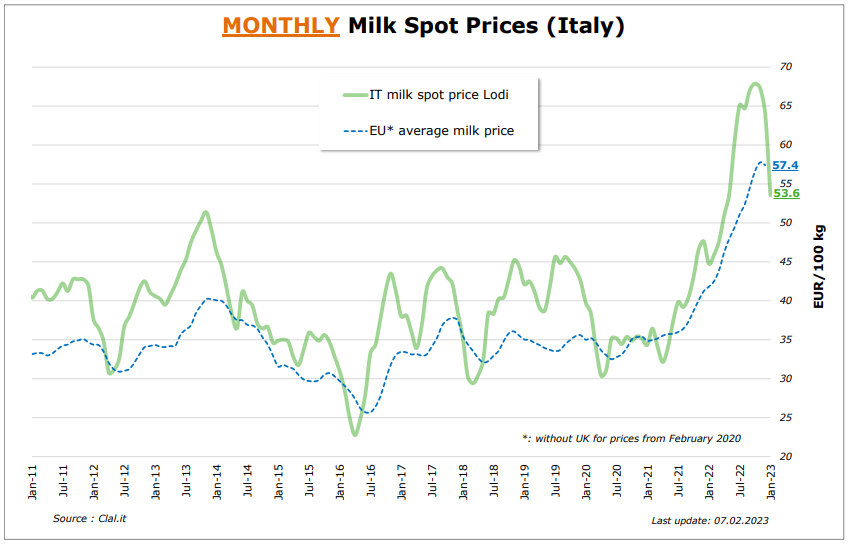 MONTHLY Milk Spot Prices (Italy)
IT milk spot price Lodi
EU* average milk price
70
65
60
57.4
55
53.6
50
45
40
35
30
25
20
EUR/100 kg
*: without UK for prices from February 2020
Jan-11
Jul-11
Jan-12
Jul-12
Jan-13
Jul-13
Jan-14
Jul-14
Jan-15
Jul-15
Jan-16
Jul-16
Jan-17
Jul-17
Jan-18
Jul-18
Jan-19
Jul-19
Jan-20
Jul-20
Jan-21
Jul-21
Jan-22
Jul-22
Jan-23
Source : Clal.it
Last update: 07.02.2023